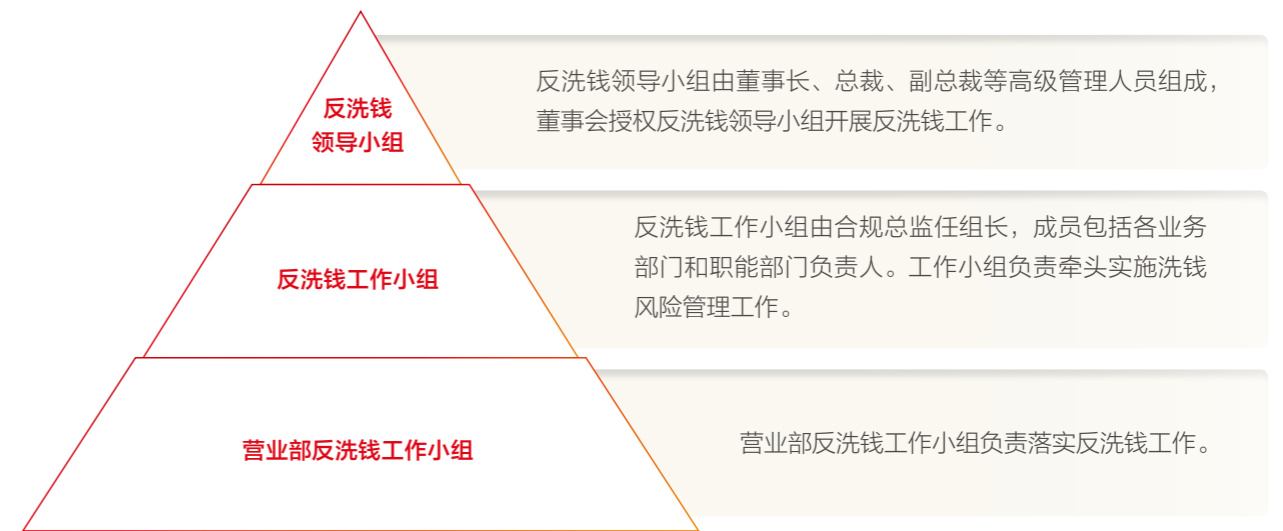 反洗钱
领导小组
反洗钱领导小组由董事长、总裁、副总裁等高级管理人员组成，
董事会授权反洗钱领导小组开展反洗钱工作。
反洗钱工作小组
反洗钱工作小组由合规总监任组长，成员包括各业务
部门和职能部门负责人。工作小组负责牵头实施洗钱
风险管理工作。
营业部反洗钱工作小组
营业部反洗钱工作小组负责落实反洗钱工作。